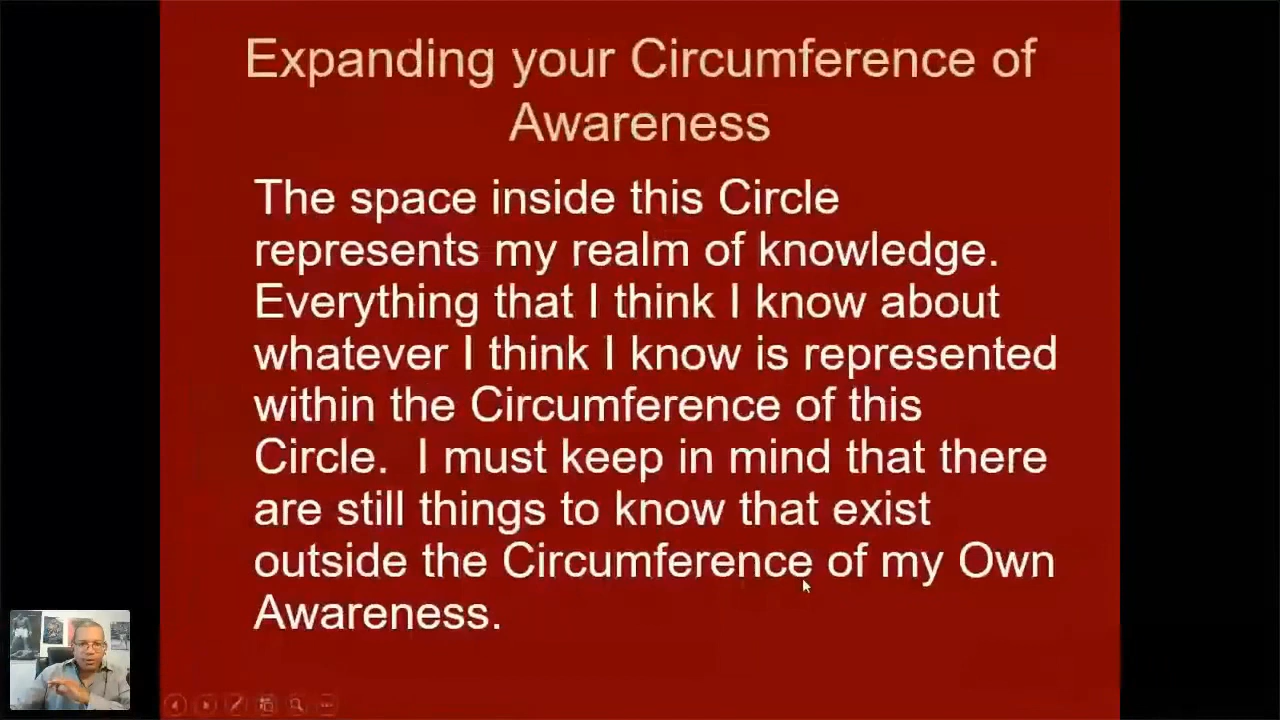 Expanding your Circumference of
Awareness
The space inside this Circle
represents my realm of knowledge.
Everything that I think I know about
whatever I think I know is represented
within the Circumference of this
Circle.  I must keep in mind that there
are still things to know that exist
outside the Circumference of my Own
Awareness.